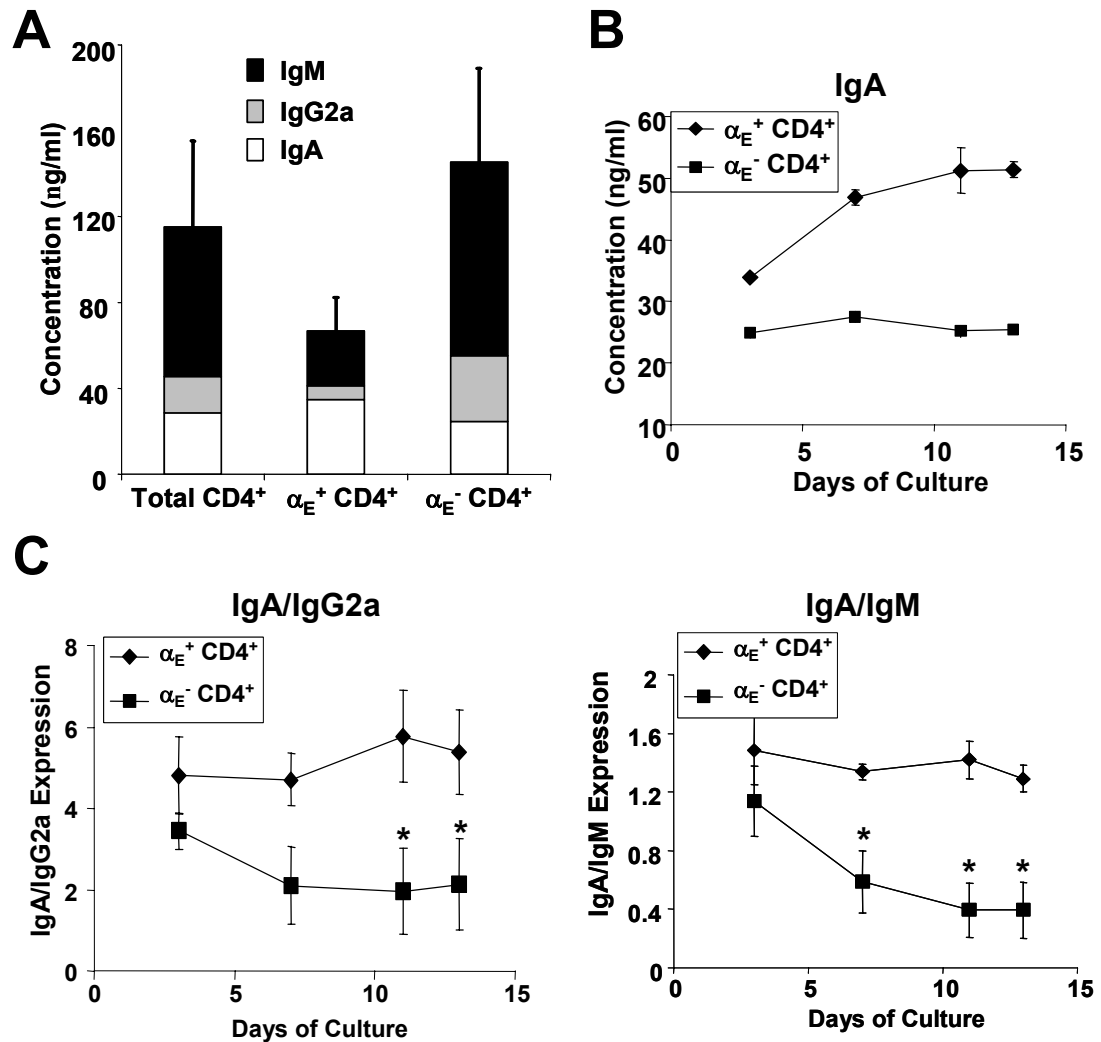 A
200
160
120
80
40
0
Concentration (ng/ml)
IgM
IgG2a
IgA
Total CD4⁺
αE⁺ CD4⁺
αE⁻ CD4⁺
B
IgA
αE⁺ CD4⁺
αE⁻ CD4⁺
60
50
40
30
20
10
Concentration (ng/ml)
0 5 10 15
Days of Culture
C
IgA/IgG2a
αE⁺ CD4⁺
αE⁻ CD4⁺
8
6
4
2
0
IgA/IgG2a Expression
* *
0 5 10 15
Days of Culture
IgA/IgM
αE⁺ CD4⁺
αE⁻ CD4⁺
2
1.6
1.2
0.8
0.4
0
IgA/IgM Expression
* * *
0 5 10 15
Days of Culture